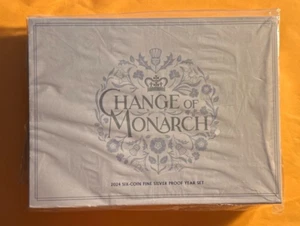 CHANGE OF
MONARCH
2024 SIX-COIN FINE SILVER PROOF YEAR SET